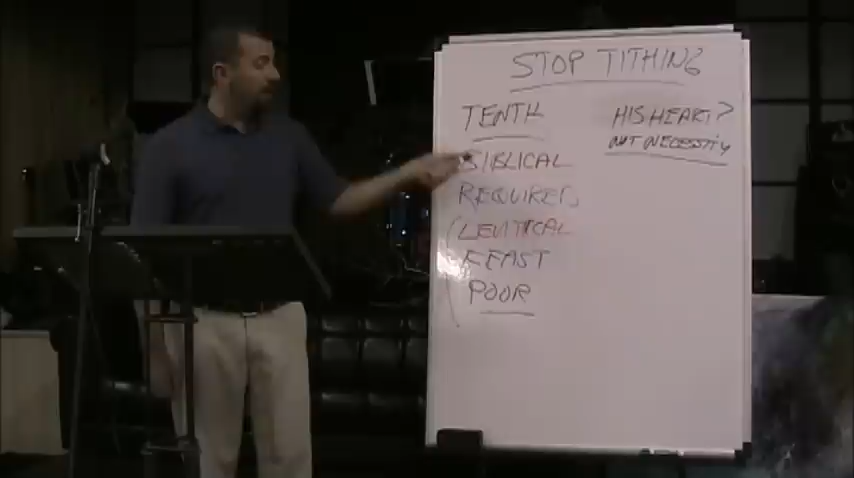 STOP TITHING
TENTH
BIBLICAL
REQUIRED,
(LEVITICAL
FEAST
POOR
HIS HEART?
NOT NECESSITY